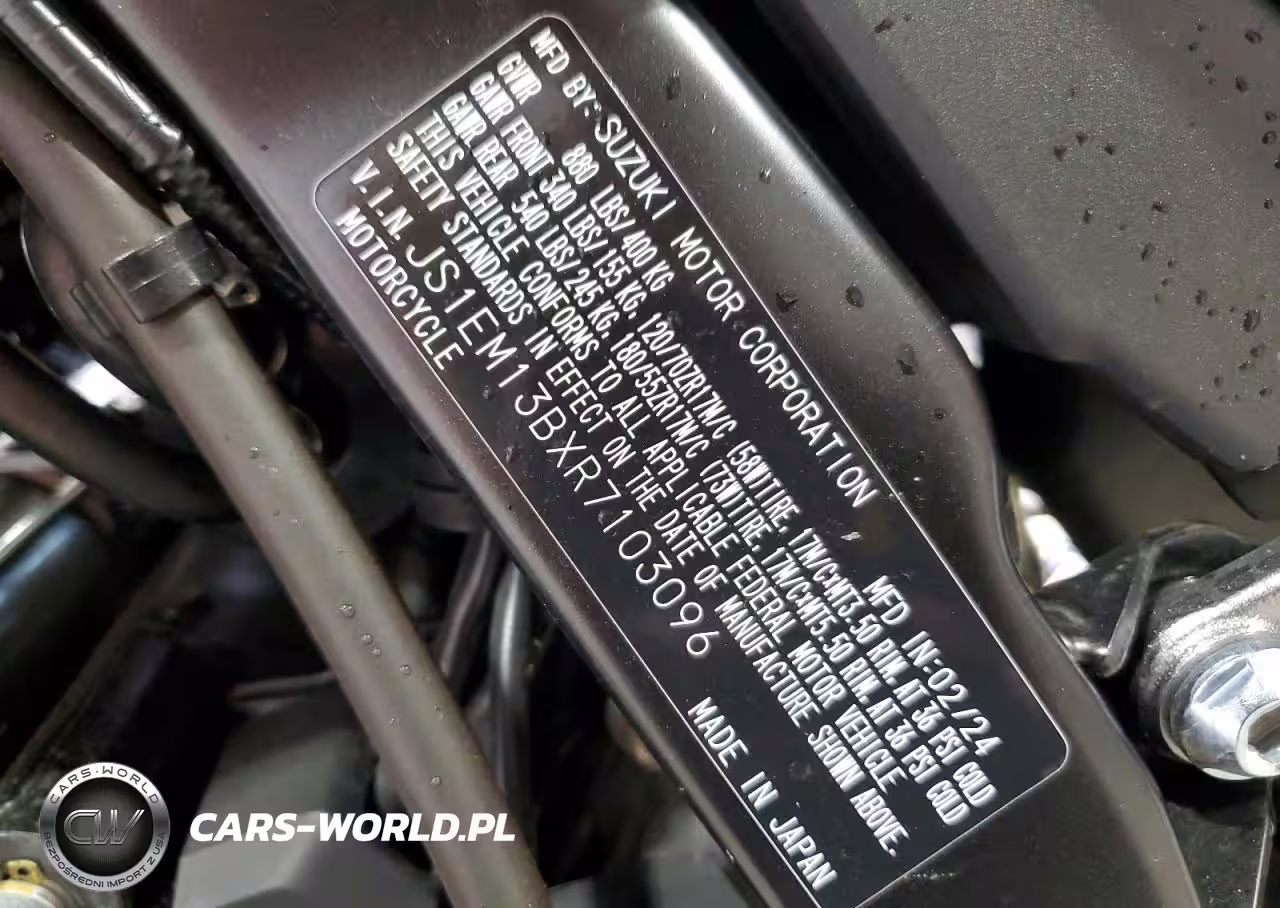 MFD BY:SUZUKI MOTOR CORPORATION MFD IN:02/24
GVWR 880 LBS/400 KG
GAWR FRONT 340 LBS/155 KG, 120/70ZR17M/C (58W)TIRE, 17M/C×MT3.50 RIM, AT 36 PSI COLD
GAWR REAR 540 LBS/245 KG, 180/55ZR17M/C (73W)TIRE, 17M/C×MT5.50 RIM, AT 36 PSI COLD
THIS VEHICLE CONFORMS TO ALL APPLICABLE FEDERAL MOTOR VEHICLE
SAFETY STANDARDS IN EFFECT ON THE DATE OF MANUFACTURE SHOWN ABOVE.
V.I.N. JS1EM13BXR7103096
MOTORCYCLE MADE IN JAPAN
CARS-WORLD
CW
BEZPOŚREDNI IMPORT Z USA
CARS-WORLD.PL